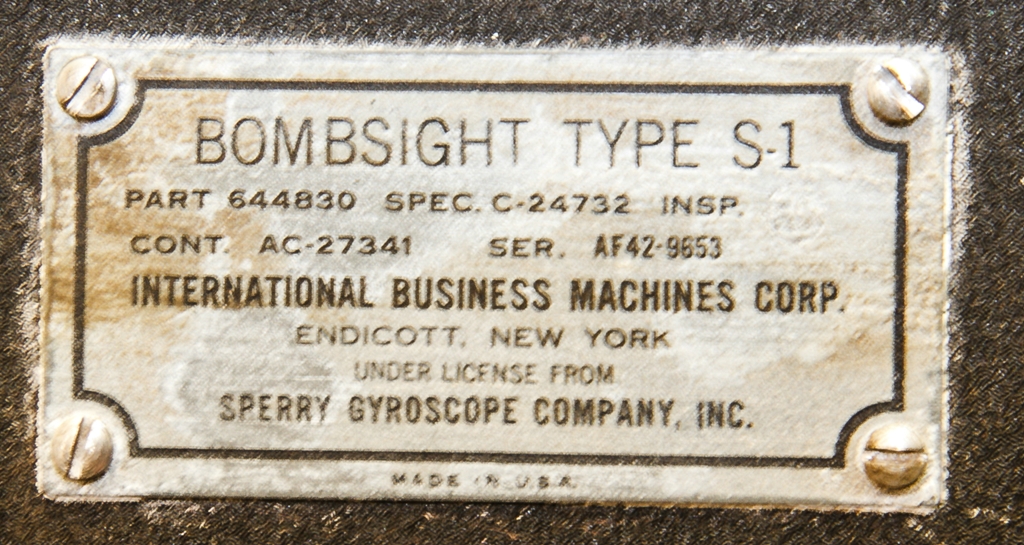 BOMBSIGHT TYPE S-1
PART 644830 SPEC. C-24732 INSP.
CONT. AC-27341 SER. AF42-9653
INTERNATIONAL BUSINESS MACHINES CORP.
ENDICOTT, NEW YORK
UNDER LICENSE FROM
SPERRY GYROSCOPE COMPANY, INC.
MADE IN U.S.A.